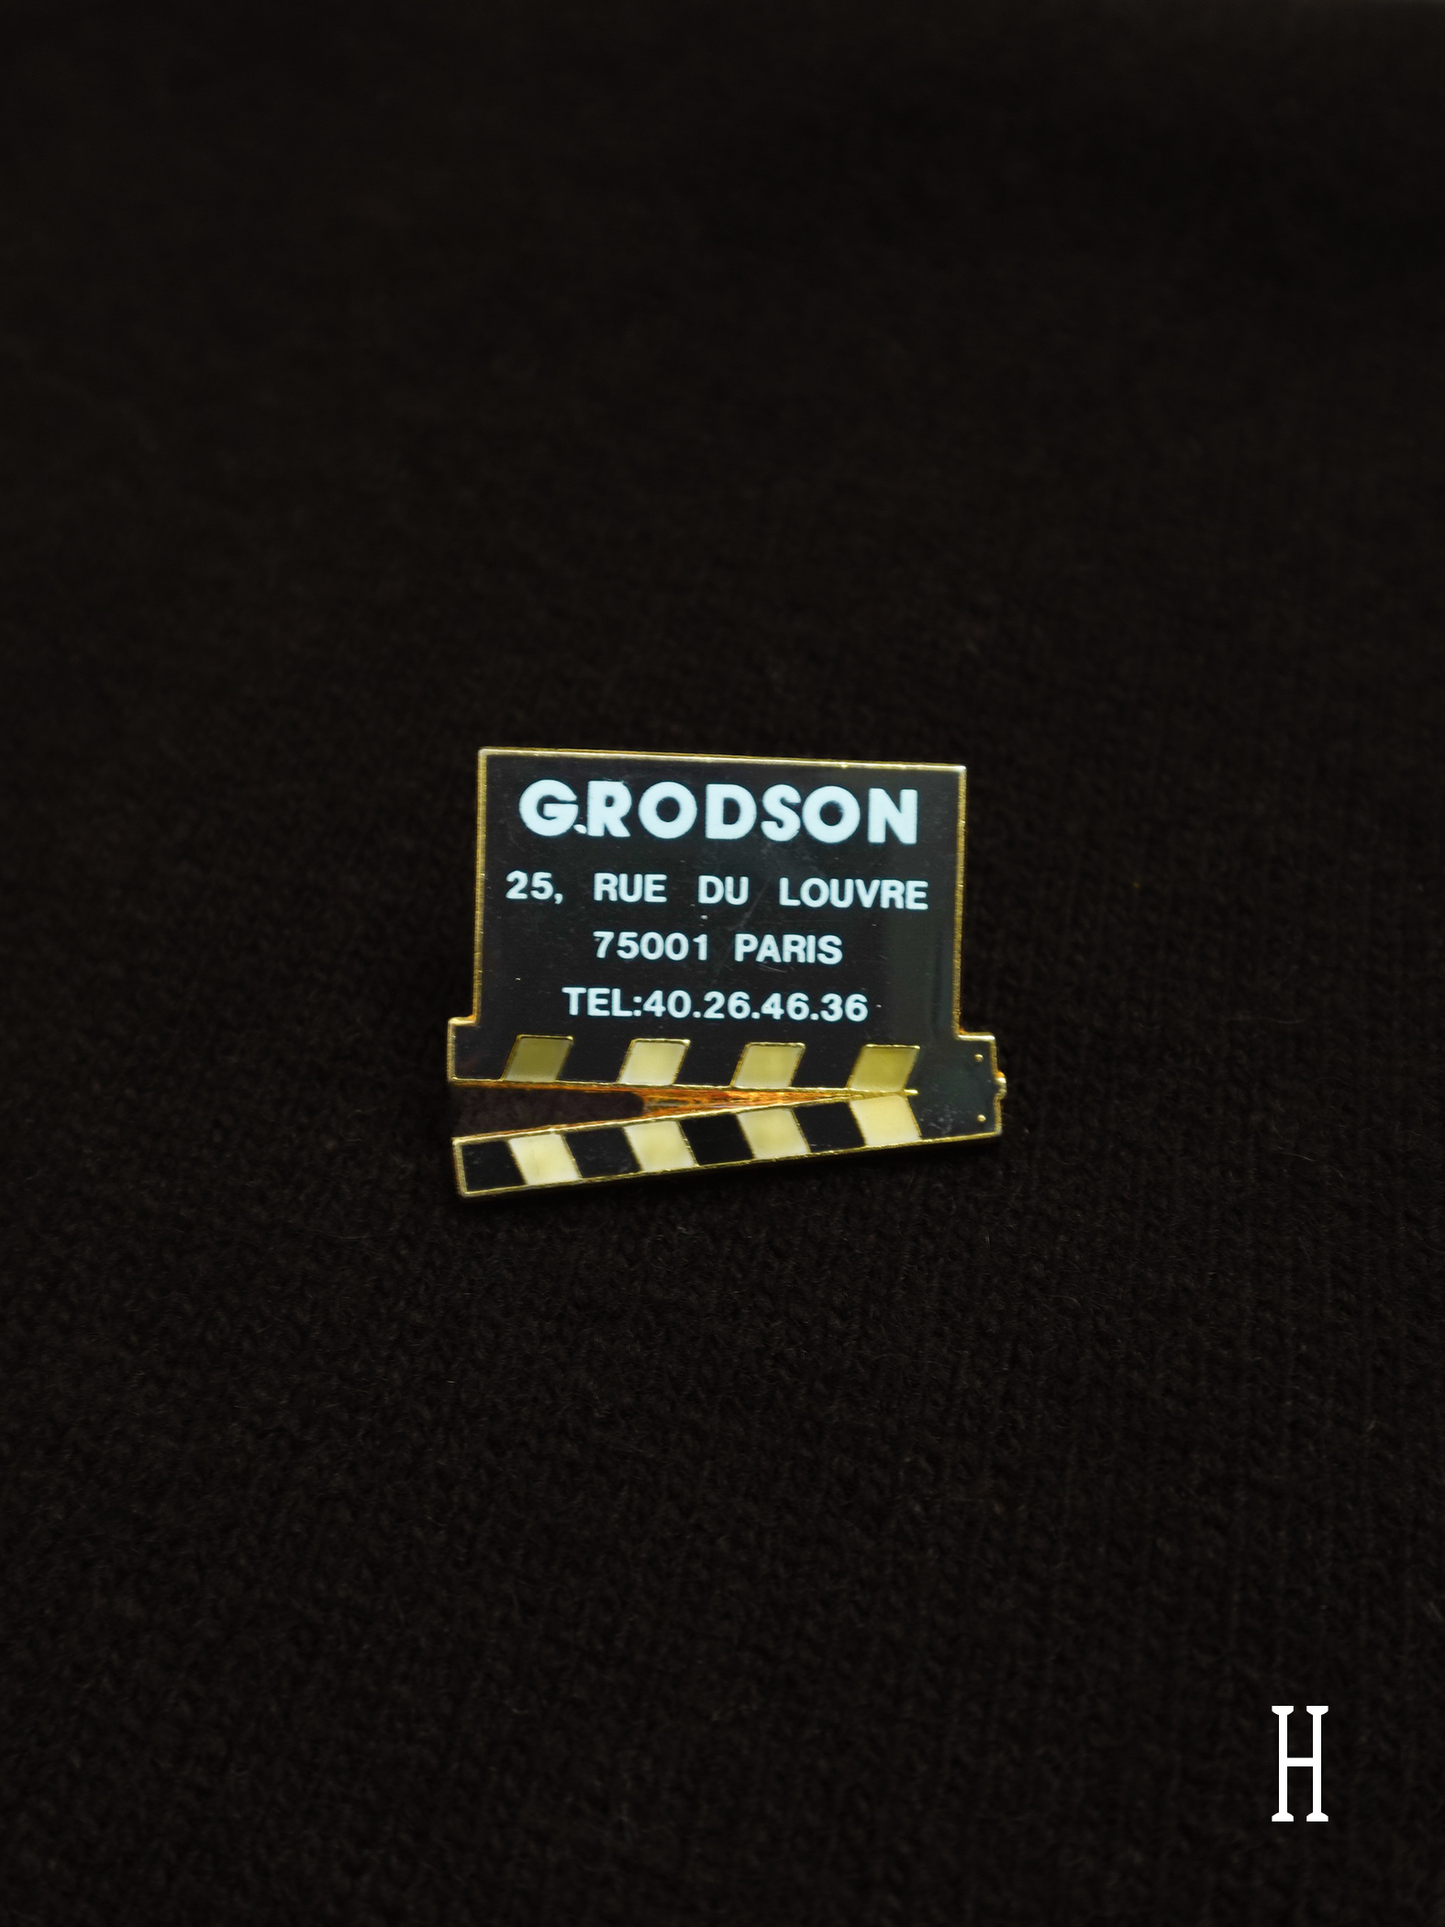 G.RODSON
25, RUE DU LOUVRE
75001 PARIS
TEL:40.26.46.36
H